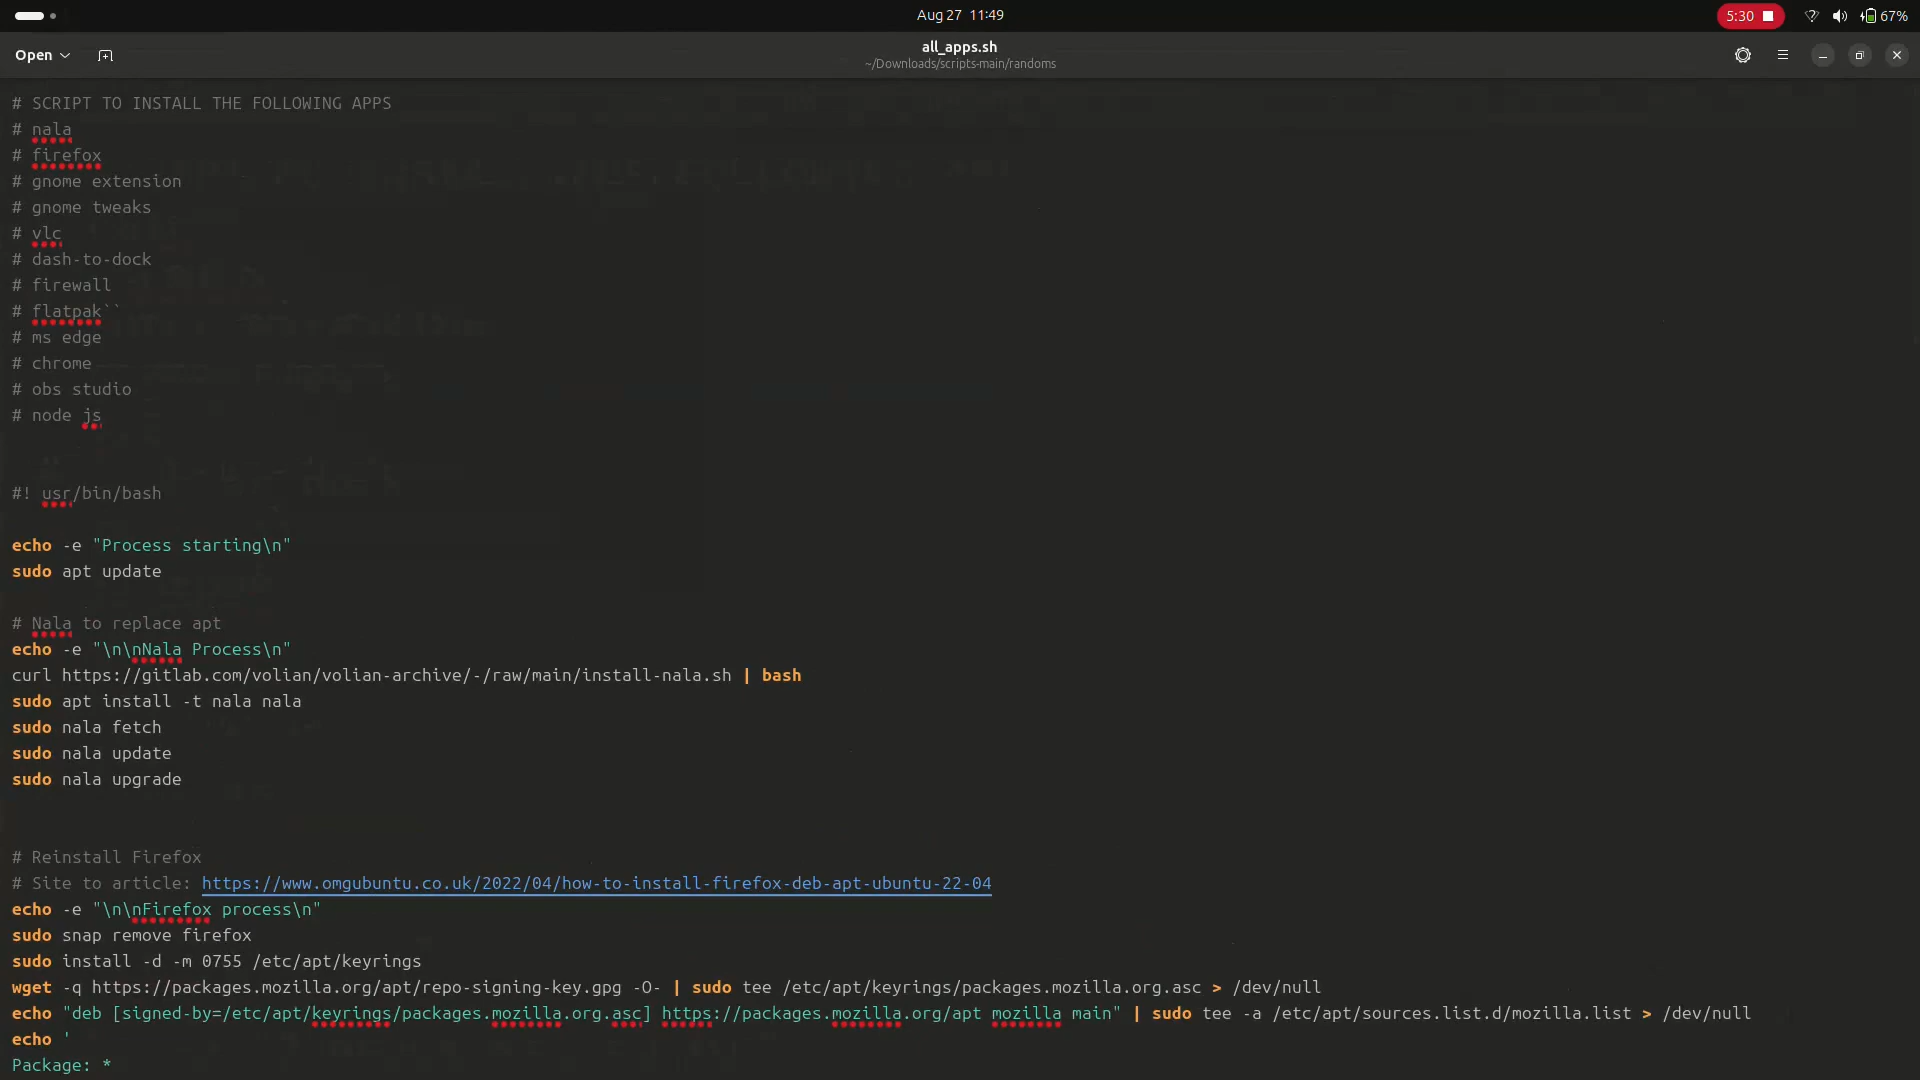 Aug 27 11:49
5:30
67%
Open
all_apps.sh
~/Downloads/scripts-main/randoms
# SCRIPT TO INSTALL THE FOLLOWING APPS
# nala
# firefox
# gnome extension
# gnome tweaks
# vlc
# dash-to-dock
# firewall
# flatpak``
# ms edge
# chrome
# obs studio
# node js
#! usr/bin/bash
echo -e "Process starting\n"
sudo apt update
# Nala to replace apt
echo -e "\n\nNala Process\n"
curl https://gitlab.com/volian/volian-archive/-/raw/main/install-nala.sh | bash
sudo apt install -t nala nala
sudo nala fetch
sudo nala update
sudo nala upgrade
# Reinstall Firefox
# Site to article: https://www.omgubuntu.co.uk/2022/04/how-to-install-firefox-deb-apt-ubuntu-22-04
echo -e "\n\nFirefox process\n"
sudo snap remove firefox
sudo install -d -m 0755 /etc/apt/keyrings
wget -q https://packages.mozilla.org/apt/repo-signing-key.gpg -O- | sudo tee /etc/apt/keyrings/packages.mozilla.org.asc > /dev/null
echo "deb [signed-by=/etc/apt/keyrings/packages.mozilla.org.asc] https://packages.mozilla.org/apt mozilla main" | sudo tee -a /etc/apt/sources.list.d/mozilla.list > /dev/null
echo '
Package: *